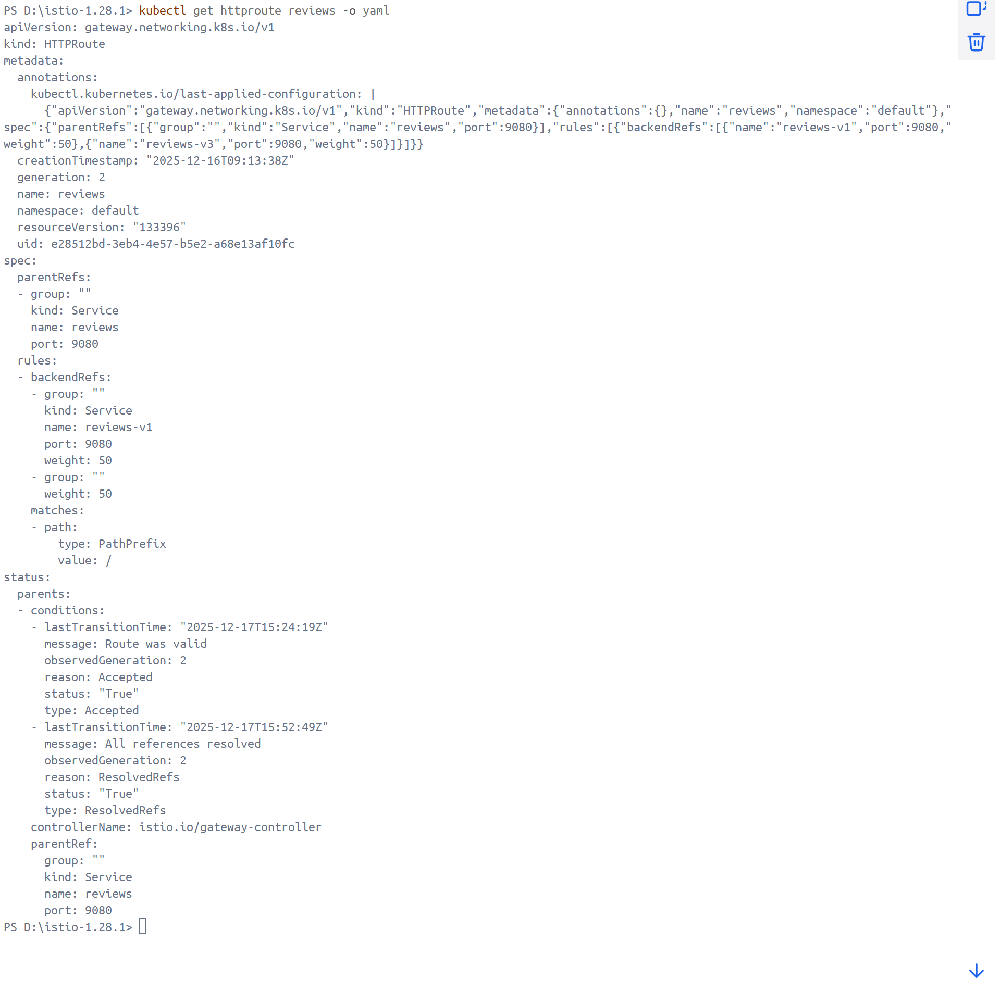 PS D:\istio-1.28.1> kubectl get httproute reviews -o yaml
apiVersion: gateway.networking.k8s.io/v1
kind: HTTPRoute
metadata:
  annotations:
    kubectl.kubernetes.io/last-applied-configuration: |
      {"apiVersion":"gateway.networking.k8s.io/v1","kind":"HTTPRoute","metadata":{"annotations":{},"name":"reviews","namespace":"default"},"
spec":{"parentRefs":[{"group":"","kind":"Service","name":"reviews","port":9080}],"rules":[{"backendRefs":[{"name":"reviews-v1","port":9080,"
weight":50},{"name":"reviews-v3","port":9080,"weight":50}]}]}}
  creationTimestamp: "2025-12-16T09:13:38Z"
  generation: 2
  name: reviews
  namespace: default
  resourceVersion: "133396"
  uid: e28512bd-3eb4-4e57-b5e2-a68e13af10fc
spec:
  parentRefs:
  - group: ""
    kind: Service
    name: reviews
    port: 9080
  rules:
  - backendRefs:
    - group: ""
      kind: Service
      name: reviews-v1
      port: 9080
      weight: 50
    - group: ""
      weight: 50
    matches:
    - path:
        type: PathPrefix
        value: /
status:
  parents:
  - conditions:
    - lastTransitionTime: "2025-12-17T15:24:19Z"
      message: Route was valid
      observedGeneration: 2
      reason: Accepted
      status: "True"
      type: Accepted
    - lastTransitionTime: "2025-12-17T15:52:49Z"
      message: All references resolved
      observedGeneration: 2
      reason: ResolvedRefs
      status: "True"
      type: ResolvedRefs
    controllerName: istio.io/gateway-controller
    parentRef:
      group: ""
      kind: Service
      name: reviews
      port: 9080
PS D:\istio-1.28.1>